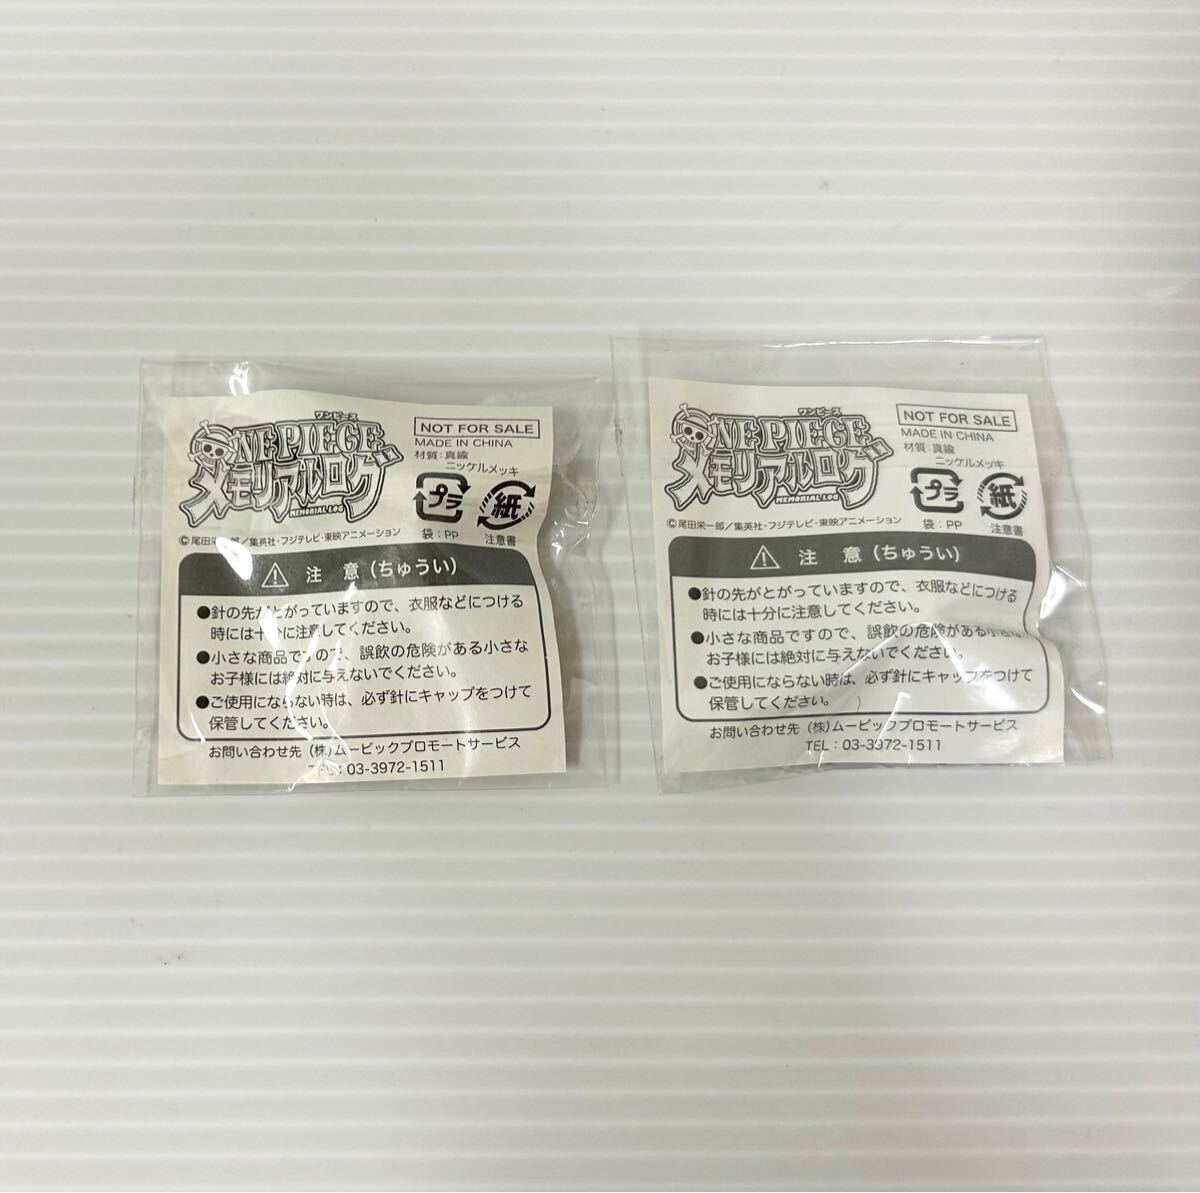 ワンピース
ONE PIECE
メモリアルログ
MEMORIAL LOG
NOT FOR SALE
MADE IN CHINA
材質:真鍮
ニッケルメッキ
プラ
紙
袋:PP
注意書
©尾田栄一郎/集英社・フジテレビ・東映アニメーション
注 意(ちゅうい)
●針の先がとがっていますので、衣服などにつける
時には十分に注意してください。
●小さな商品ですので、誤飲の危険がある小さな
お子様には絶対に与えないでください。
●ご使用にならない時は、必ず針にキャップをつけて
保管してください。
お問い合わせ先 (株)ムービックプロモートサービス
TEL:03-3972-1511
ワンピース
ONE PIECE
メモリアルログ
MEMORIAL LOG
NOT FOR SALE
MADE IN CHINA
材質:真鍮
ニッケルメッキ
プラ
紙
袋:PP
注意書
©尾田栄一郎/集英社・フジテレビ・東映アニメーション
注 意(ちゅうい)
●針の先がとがっていますので、衣服などにつける
時には十分に注意してください。
●小さな商品ですので、誤飲の危険がある小さな
お子様には絶対に与えないでください。
●ご使用にならない時は、必ず針にキャップをつけて
保管してください。
お問い合わせ先 (株)ムービックプロモートサービス
TEL:03-3972-1511